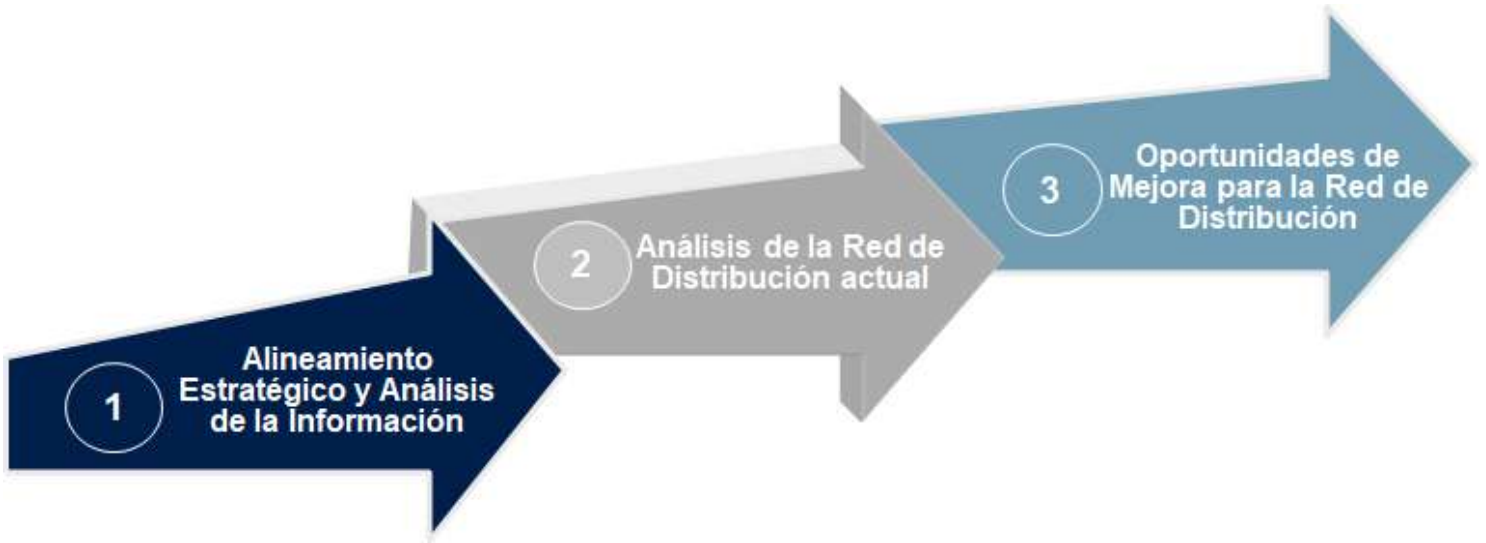 1
Alineamiento
Estratégico y Análisis
de la Información
2
Análisis de la Red de
Distribución actual
3
Oportunidades de
Mejora para la Red de
Distribución